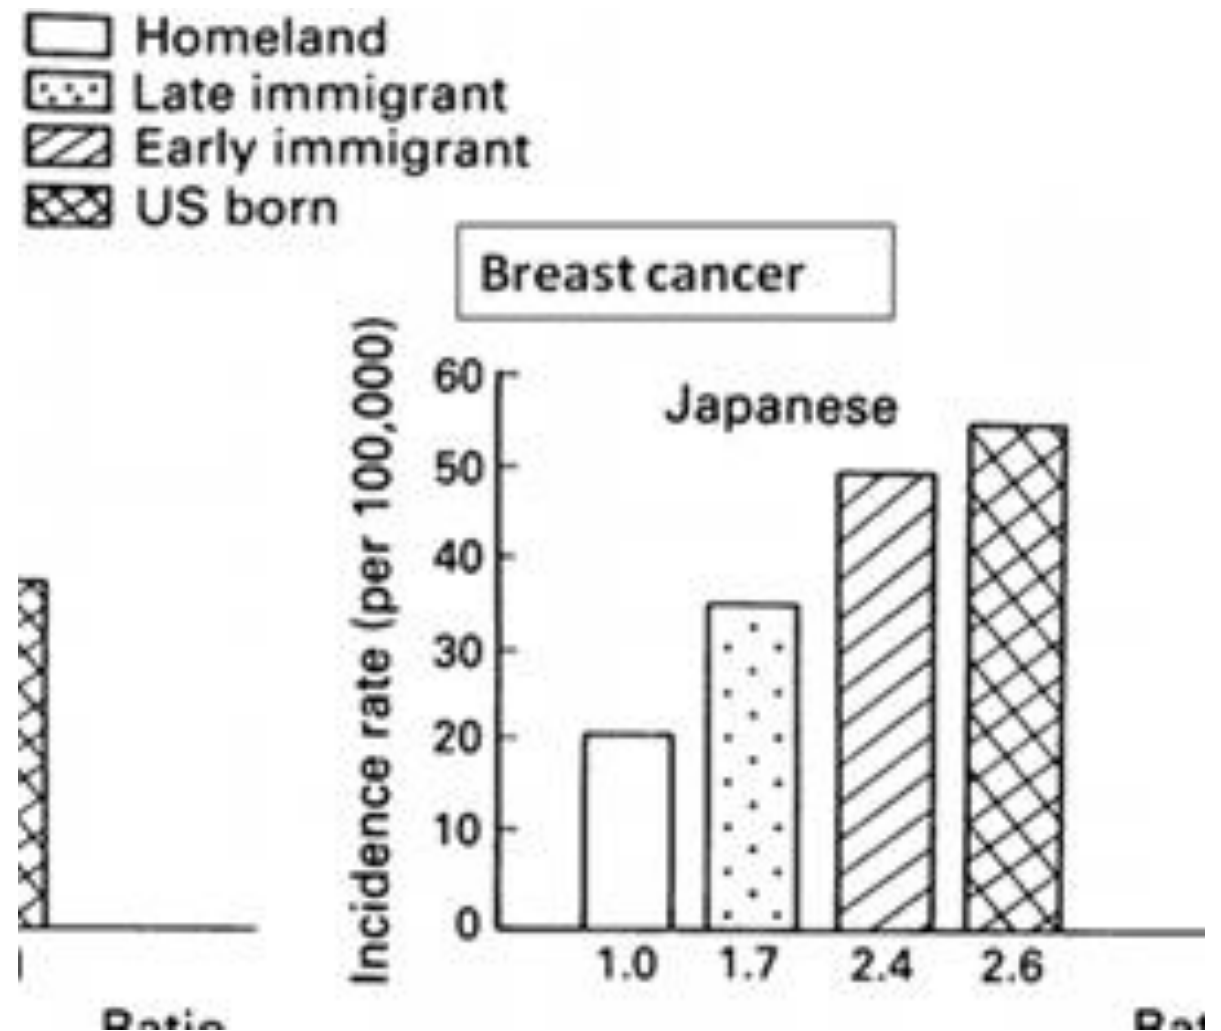 Homeland
Late immigrant
Early immigrant
US born
Breast cancer
Incidence rate (per 100,000)
60
50
40
30
20
10
0
Japanese
1.0 1.7 2.4 2.6
Ratio